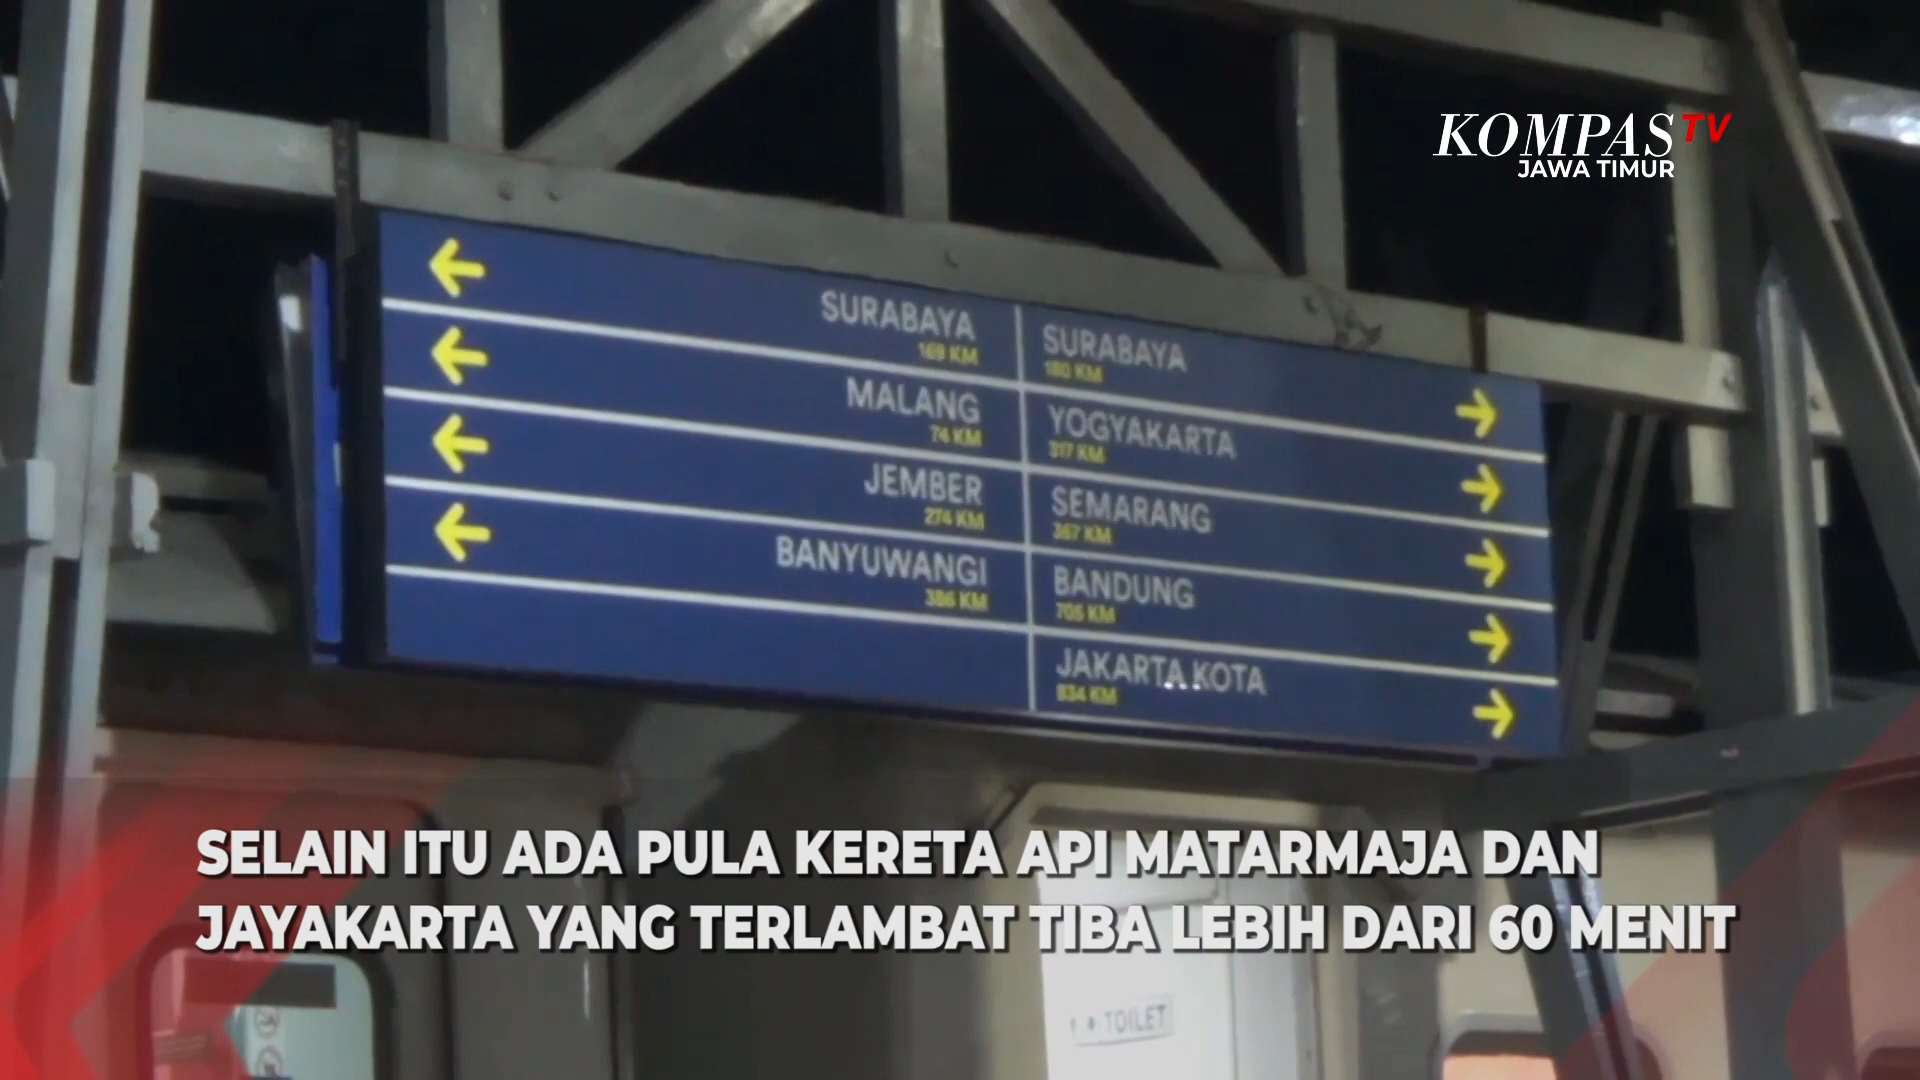 KOMPAS TV
JAWA TIMUR
SURABAYA
169 KM
MALANG
74 KM
JEMBER
274 KM
BANYUWANGI
386 KM
SURABAYA
180 KM
YOGYAKARTA
317 KM
SEMARANG
367 KM
BANDUNG
705 KM
JAKARTA KOTA
834 KM
SELAIN ITU ADA PULA KERETA API MATARMAJA DAN
JAYAKARTA YANG TERLAMBAT TIBA LEBIH DARI 60 MENIT
TOILET